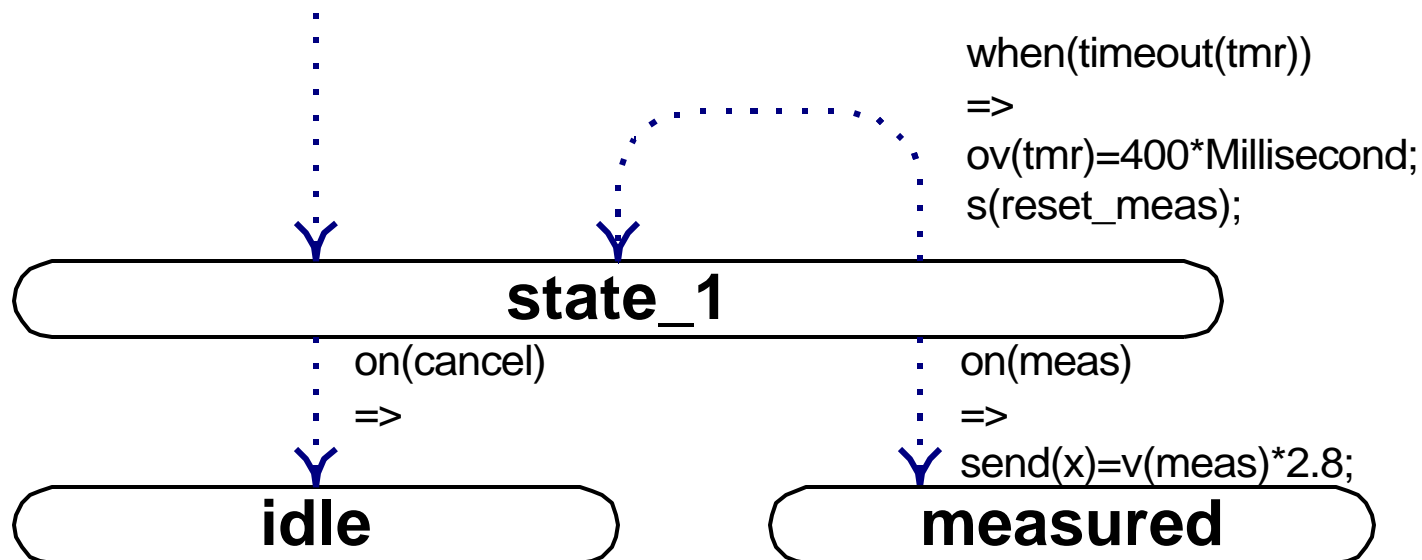 when(timeout(tmr))
=>
ov(tmr)=400*Millisecond;
s(reset_meas);
state_1
on(cancel)
=>
on(meas)
=>
send(x)=v(meas)*2.8;
idle
measured